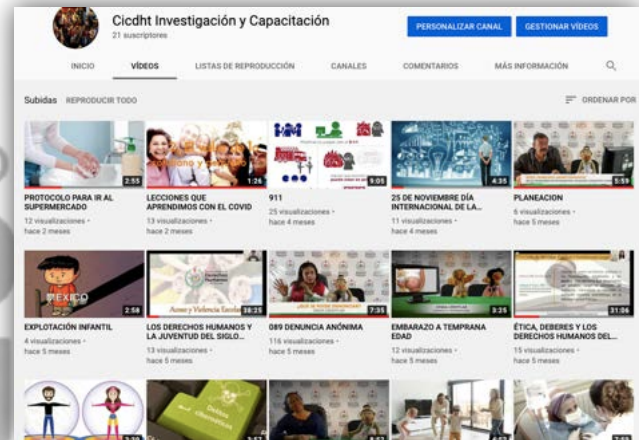 Cicdht Investigación y Capacitación
21 suscriptores
PERSONALIZAR CANAL
GESTIONAR VÍDEOS
INICIO VÍDEOS LISTAS DE REPRODUCCIÓN CANALES COMENTARIOS MÁS INFORMACIÓN
Subidas REPRODUCIR TODO
ORDENAR POR
2:55
1:26
9:05
4:35
5:59
PROTOCOLO PARA IR AL
SUPERMERCADO
12 visualizaciones •
hace 2 meses
LECCIONES QUE
APRENDIMOS CON EL COVID
13 visualizaciones •
hace 2 meses
911
25 visualizaciones •
hace 4 meses
25 DE NOVIEMBRE DÍA
INTERNACIONAL DE LA...
11 visualizaciones •
hace 4 meses
PLANEACION
6 visualizaciones •
hace 5 meses
MEXICO
2:58
Acoso y Violencia Escolar
38:25
7:35
3:25
31:06
EXPLOTACIÓN INFANTIL
4 visualizaciones •
hace 5 meses
LOS DERECHOS HUMANOS Y
LA JUVENTUD DEL SIGLO...
13 visualizaciones •
hace 5 meses
089 DENUNCIA ANÓNIMA
116 visualizaciones •
hace 5 meses
EMBARAZO A TEMPRANA
EDAD
12 visualizaciones •
hace 5 meses
ÉTICA, DEBERES Y LOS
DERECHOS HUMANOS DEL...
15 visualizaciones •
hace 5 meses
Delitos
cibernéticos